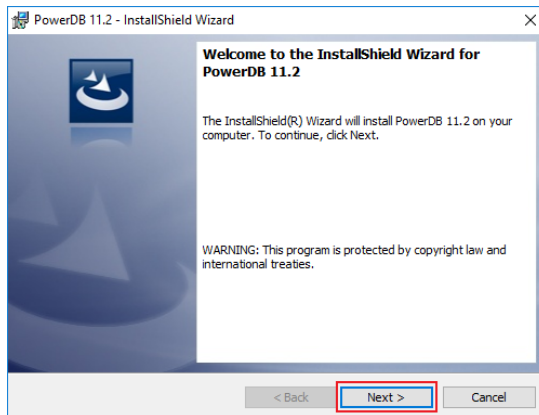 PowerDB 11.2 - InstallShield Wizard
Welcome to the InstallShield Wizard for
PowerDB 11.2
The InstallShield(R) Wizard will install PowerDB 11.2 on your
computer. To continue, click Next.
WARNING: This program is protected by copyright law and
international treaties.
< Back Next > Cancel